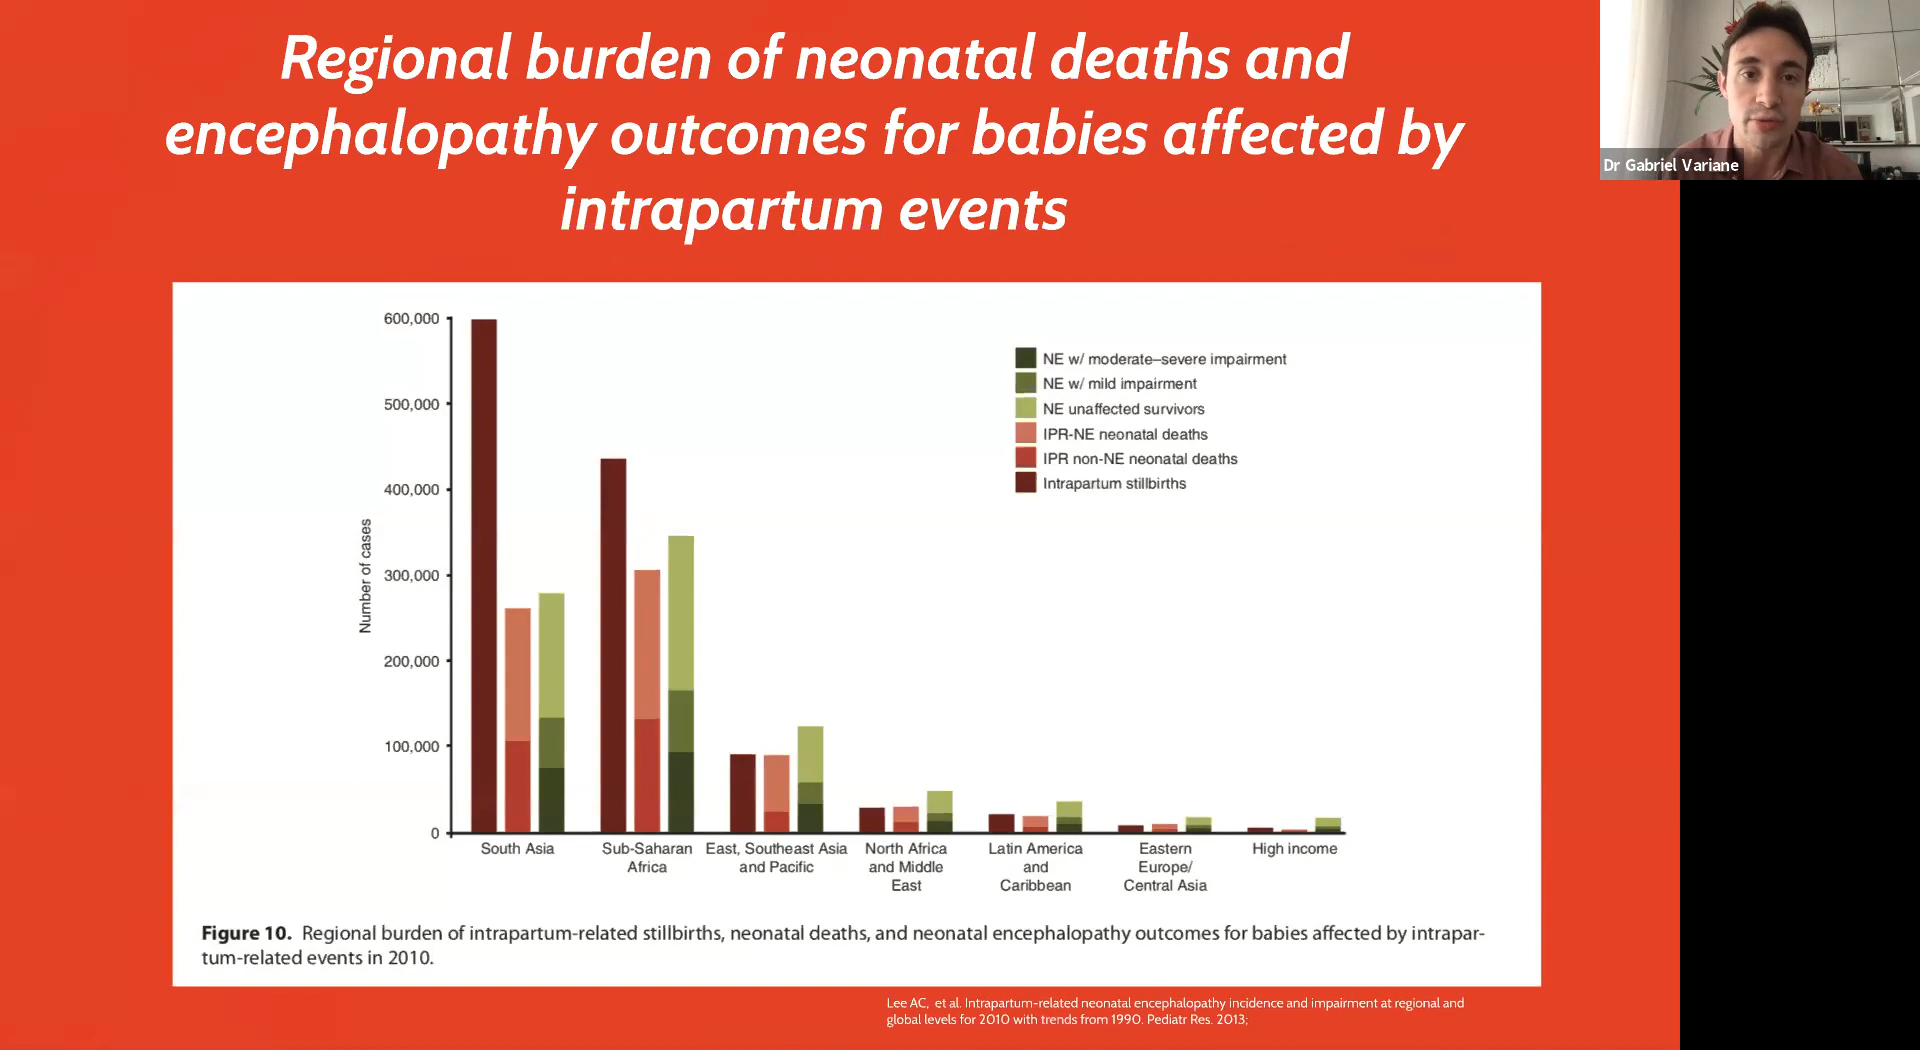 Regional burden of neonatal deaths and
encephalopathy outcomes for babies affected by
intrapartum events
Dr Gabriel Variane
600,000
500,000
400,000
300,000
200,000
100,000
0
Number of cases
NE w/ moderate–severe impairment
NE w/ mild impairment
NE unaffected survivors
IPR-NE neonatal deaths
IPR non-NE neonatal deaths
Intrapartum stillbirths
South Asia
Sub-Saharan
Africa
East, Southeast Asia
and Pacific
North Africa
and Middle
East
Latin America
and
Caribbean
Eastern
Europe/
Central Asia
High income
Figure 10. Regional burden of intrapartum-related stillbirths, neonatal deaths, and neonatal encephalopathy outcomes for babies affected by intrapar-
tum-related events in 2010.
Lee AC, et al. Intrapartum-related neonatal encephalopathy incidence and impairment at regional and
global levels for 2010 with trends from 1990. Pediatr Res. 2013;